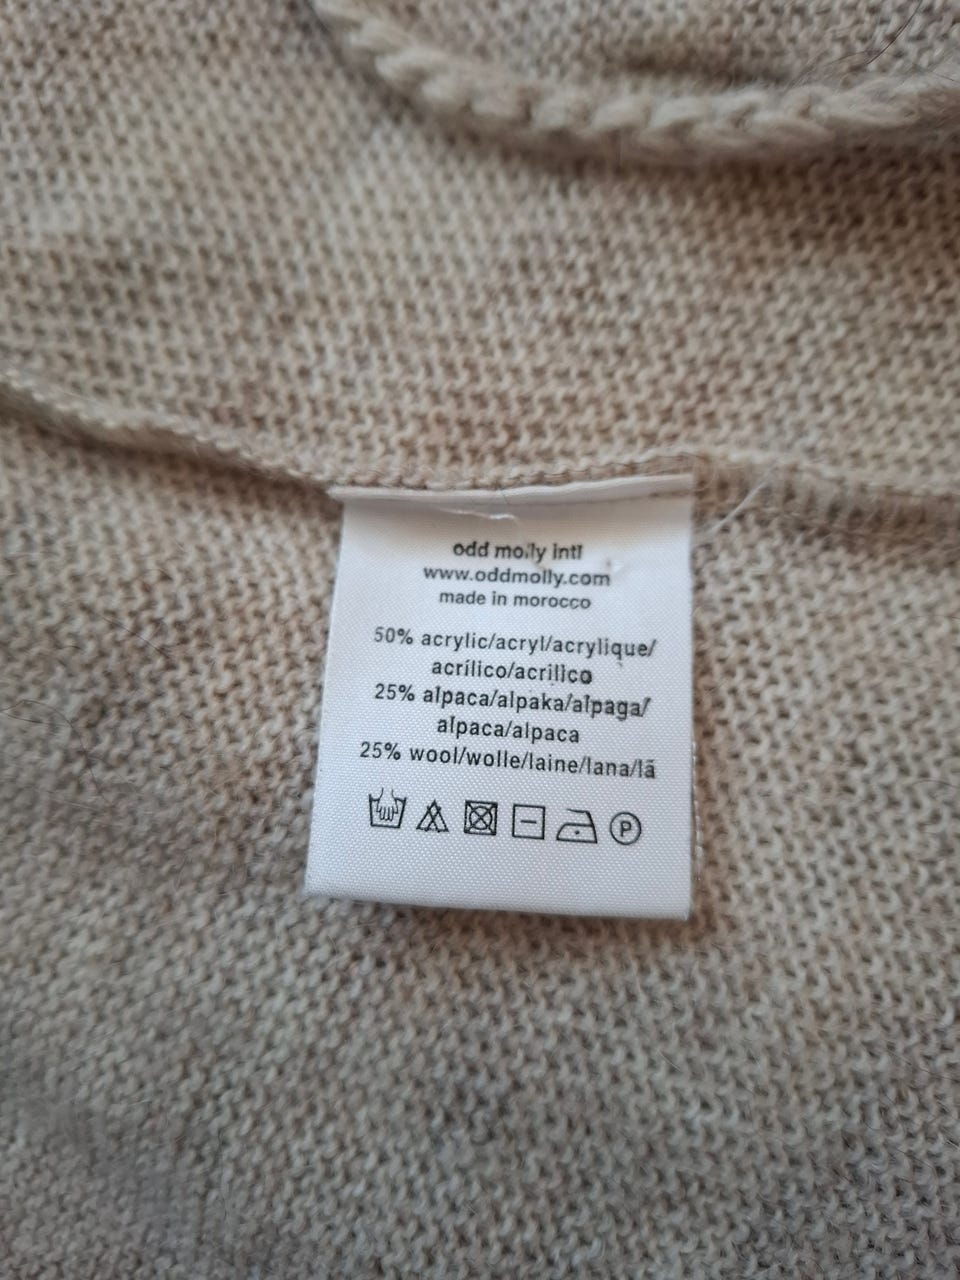 odd molly intl
www.oddmolly.com
made in morocco
50% acrylic/acryl/acrylique/
acrílico/acrilico
25% alpaca/alpaka/alpaga/
alpaca/alpaca
25% wool/wolle/laine/lana/lã
P